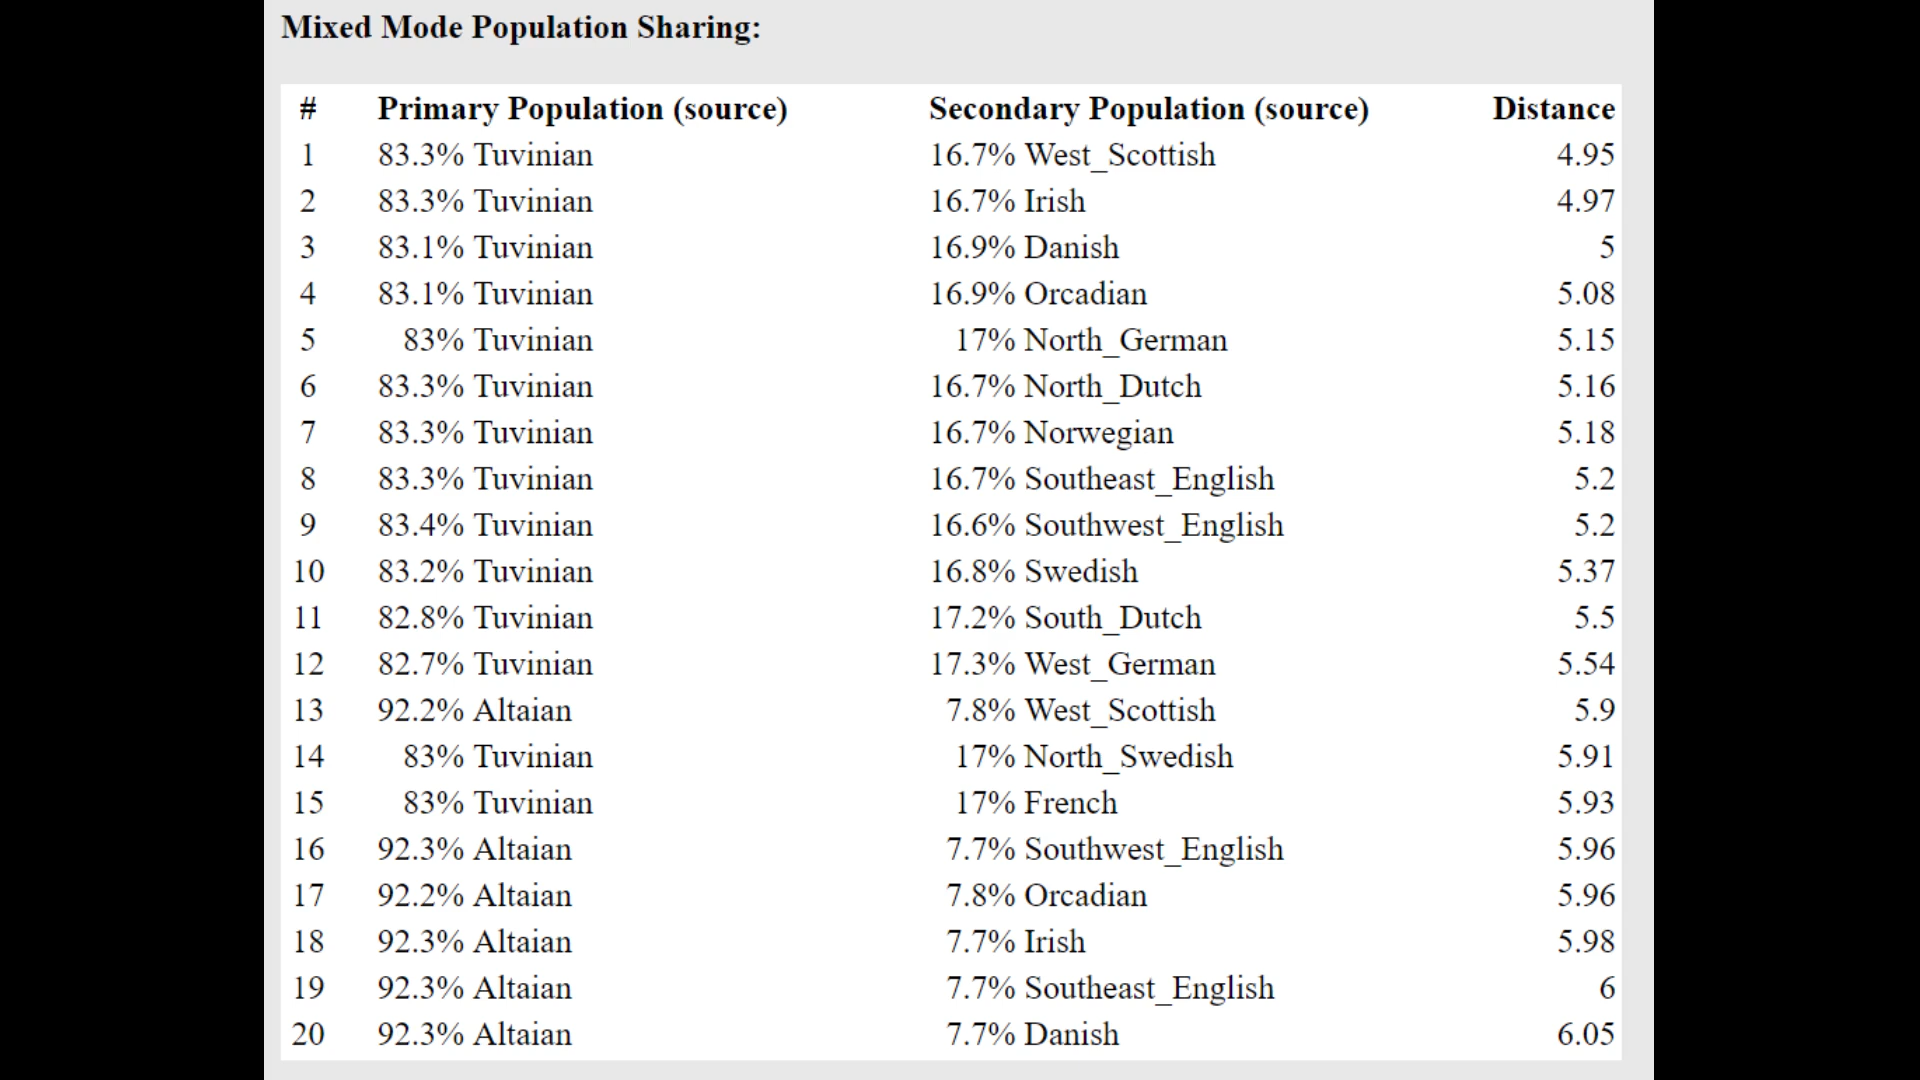 Mixed Mode Population Sharing:
# Primary Population (source) Secondary Population (source) Distance
1 83.3% Tuvinian 16.7% West_Scottish 4.95
2 83.3% Tuvinian 16.7% Irish 4.97
3 83.1% Tuvinian 16.9% Danish 5
4 83.1% Tuvinian 16.9% Orcadian 5.08
5 83% Tuvinian 17% North_German 5.15
6 83.3% Tuvinian 16.7% North_Dutch 5.16
7 83.3% Tuvinian 16.7% Norwegian 5.18
8 83.3% Tuvinian 16.7% Southeast_English 5.2
9 83.4% Tuvinian 16.6% Southwest_English 5.2
10 83.2% Tuvinian 16.8% Swedish 5.37
11 82.8% Tuvinian 17.2% South_Dutch 5.5
12 82.7% Tuvinian 17.3% West_German 5.54
13 92.2% Altaian 7.8% West_Scottish 5.9
14 83% Tuvinian 17% North_Swedish 5.91
15 83% Tuvinian 17% French 5.93
16 92.3% Altaian 7.7% Southwest_English 5.96
17 92.2% Altaian 7.8% Orcadian 5.96
18 92.3% Altaian 7.7% Irish 5.98
19 92.3% Altaian 7.7% Southeast_English 6
20 92.3% Altaian 7.7% Danish 6.05